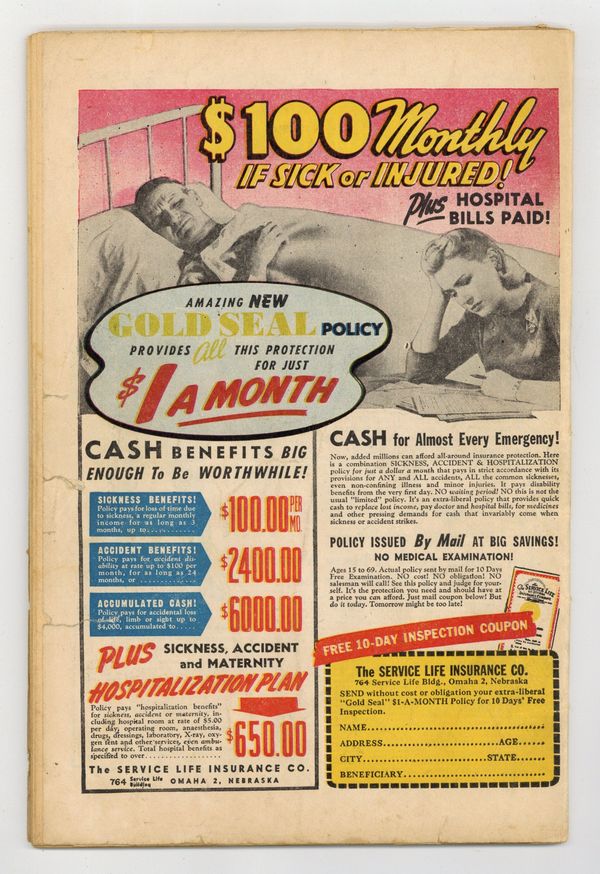 $100 Monthly
IF SICK or INJURED!
Plus HOSPITAL
BILLS PAID!
AMAZING NEW
GOLD SEAL POLICY
PROVIDES All THIS PROTECTION
FOR JUST
$1 A MONTH
CASH BENEFITS BIG
ENOUGH To Be WORTHWHILE!
SICKNESS BENEFITS!
Policy pays for loss of time due
to sickness, a regular monthly
income for as long as 3
months, up to..........
$100.00 PER MO.
ACCIDENT BENEFITS!
Policy pays for accident dis-
ability at rate up to $100 per
month, for as long as 24
months, or ..............
$2400.00
ACCUMULATED CASH!
Policy pays for accidental loss
of life, limb or sight up to
$4,000, accumulated to .....
$6000.00
PLUS SICKNESS, ACCIDENT
and MATERNITY
HOSPITALIZATION PLAN
Policy pays "hospitalization benefits"
for sickness, accident or maternity, in-
cluding hospital room at rate of $5.00
per day, operating room, anaesthesia,
drugs, dressings, laboratory, X-ray, oxy-
gen tent and other services, even ambu-
lance service. Total hospital benefits as
specified to over...................
$650.00
The SERVICE LIFE INSURANCE CO.
764 Service Life Building OMAHA 2, NEBRASKA
CASH for Almost Every Emergency!
Now, added millions can afford all-around insurance protection. Here
is a combination SICKNESS, ACCIDENT & HOSPITALIZATION
policy for just a dollar a month that pays in strict accordance with its
provisions for ANY and ALL accidents, ALL the common sicknesses,
even non-confining illness and minor injuries. It pays disability
benefits from the very first day. NO waiting period! NO this is not the
usual "limited" policy. It's an extra-liberal policy that provides quick
cash to replace lost income, pay doctor and hospital bills, for medicines
and other pressing demands for cash that invariably come when
sickness or accident strikes.
POLICY ISSUED By Mail AT BIG SAVINGS!
NO MEDICAL EXAMINATION!
Ages 15 to 69. Actual policy sent by mail for 10 Days
Free Examination. NO cost! NO obligation! NO
salesman will call! See this policy and judge for your-
self. It's the protection you need and should have at
a price you can afford. Just mail coupon below! But
do it today. Tomorrow might be too late!
SERVICE LIFE
FREE 10-DAY INSPECTION COUPON
The SERVICE LIFE INSURANCE CO.
764 Service Life Bldg., Omaha 2, Nebraska
SEND without cost or obligation your extra-liberal
"Gold Seal" $1-A-MONTH Policy for 10 Days' Free
Inspection.
NAME...............................................
ADDRESS..............................AGE......
CITY..............................STATE......
BENEFICIARY....................................